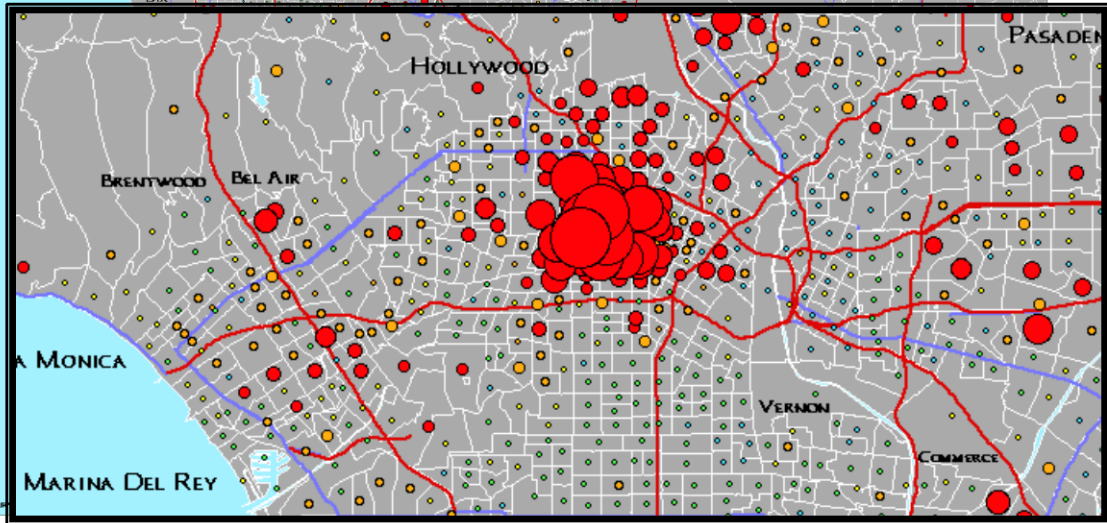 PASADEN
HOLLYWOOD
BRENTWOOD
BEL AIR
A MONICA
VERNON
COMMERCE
MARINA DEL REY